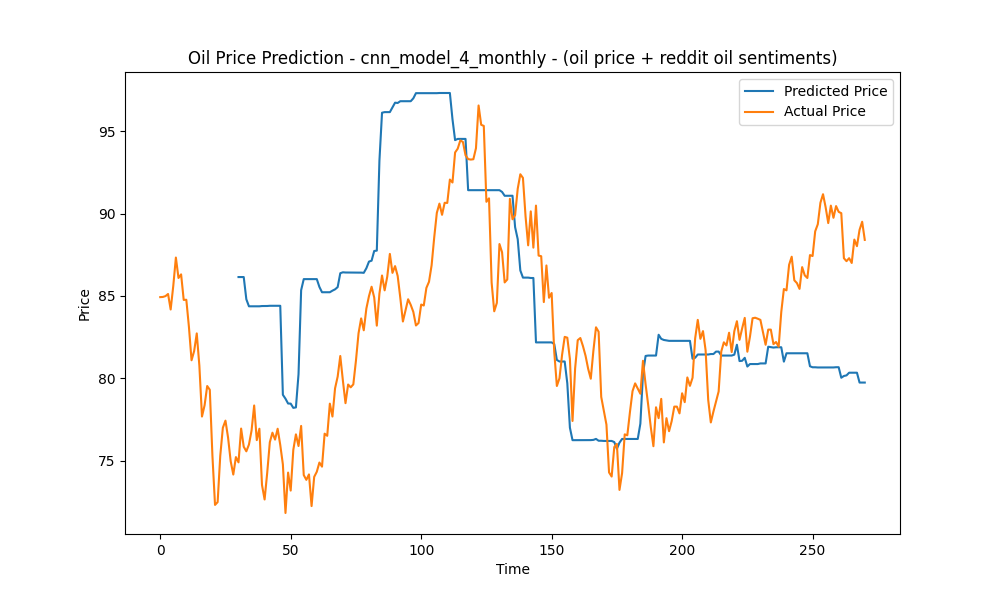 Oil Price Prediction - cnn_model_4_monthly - (oil price + reddit oil sentiments)
Predicted Price
Actual Price
95
90
85
80
75
Price
0 50 100 150 200 250
Time